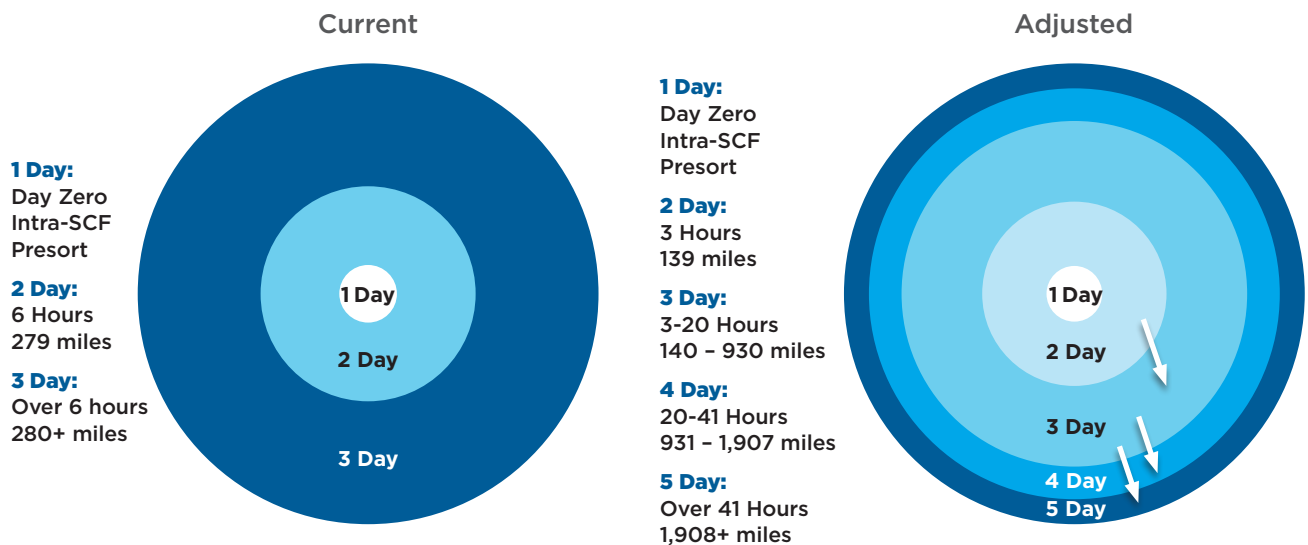 Current
1 Day:
Day Zero
Intra-SCF
Presort
2 Day:
6 Hours
279 miles
3 Day:
Over 6 hours
280+ miles
1 Day
2 Day
3 Day
Adjusted
1 Day:
Day Zero
Intra-SCF
Presort
2 Day:
3 Hours
139 miles
3 Day:
3-20 Hours
140 – 930 miles
4 Day:
20-41 Hours
931 – 1,907 miles
5 Day:
Over 41 Hours
1,908+ miles
1 Day
2 Day
3 Day
4 Day
5 Day